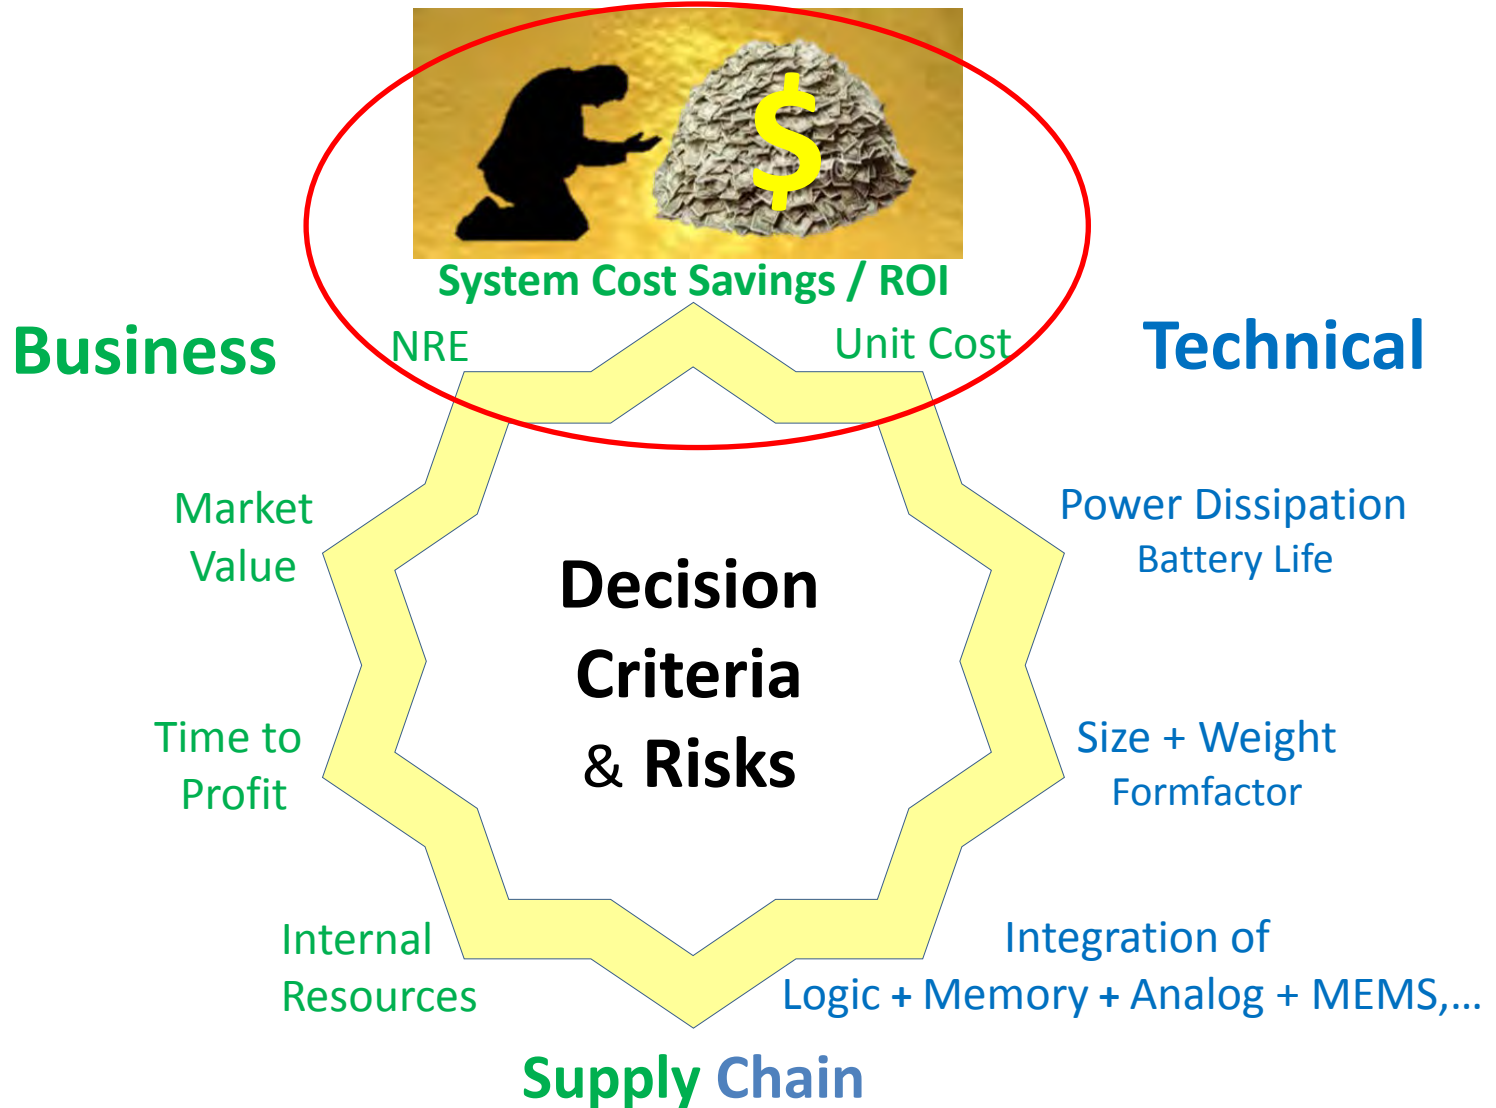 $
System Cost Savings / ROI
Business
NRE
Unit Cost
Technical
Market
Value
Power Dissipation
Battery Life
Decision
Criteria
& Risks
Time to
Profit
Size + Weight
Formfactor
Internal
Resources
Integration of
Logic + Memory + Analog + MEMS,...
Supply Chain